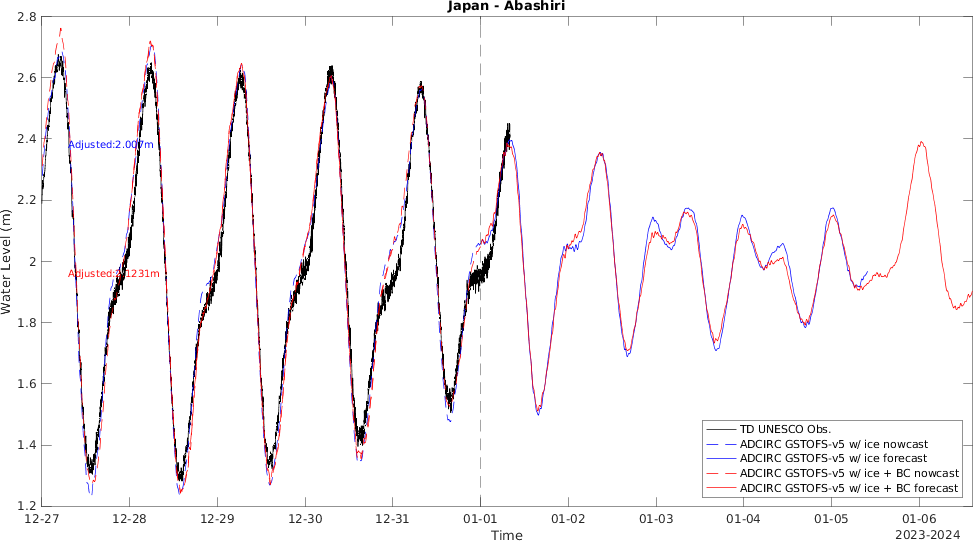 Japan - Abashiri
2.8
2.6
2.4
2.2
2
1.8
1.6
1.4
1.2
Water Level (m)
Adjusted:2.007m
TD UNESCO Obs.
ADCIRC GSTOFS-v5 w/ ice nowcast
ADCIRC GSTOFS-v5 w/ ice forecast
ADCIRC GSTOFS-v5 w/ ice + BC nowcast
ADCIRC GSTOFS-v5 w/ ice + BC forecast
12-27 12-28 12-29 12-30 12-31 01-01 01-02 01-03 01-04 01-05 01-06
Time
2023-2024